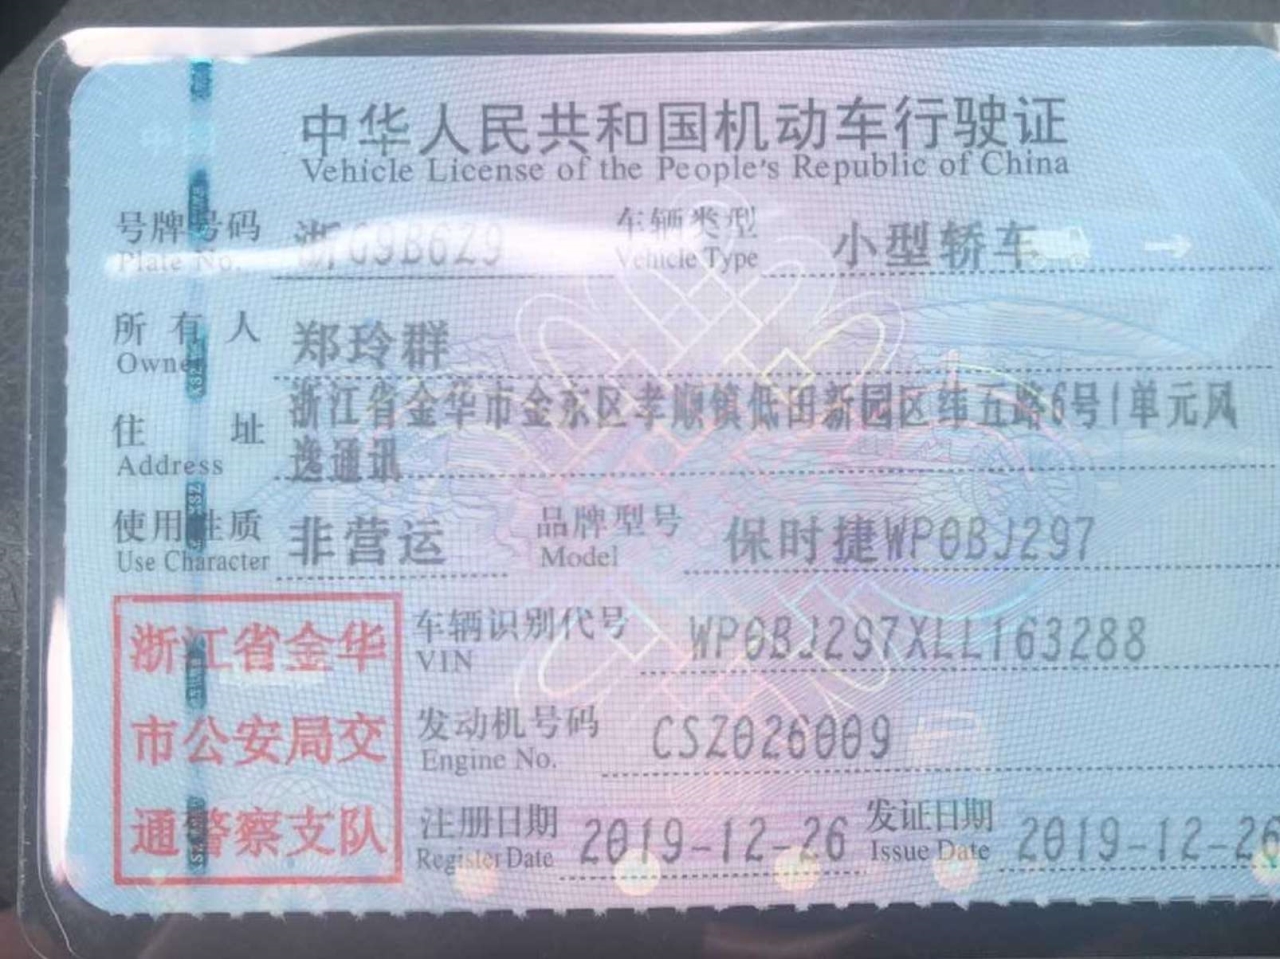 中华人民共和国机动车行驶证
Vehicle License of the People's Republic of China
号牌号码 浙G9B6Z9 车辆类型 小型轿车
Plate No. Vehicle Type
所有人 郑玲群
Owner
住址 浙江省金华市金东区孝顺镇低田新园区纬五路6号1单元风
Address 逸通讯
使用性质 非营运 品牌型号 保时捷WP0BJ297
Use Character Model
浙江省金华
市公安局交
通警察支队
车辆识别代号 WP0BJ297XLL163288
VIN
发动机号码 CSZ026009
Engine No.
注册日期 2019-12-26 发证日期 2019-12-26
Register Date Issue Date